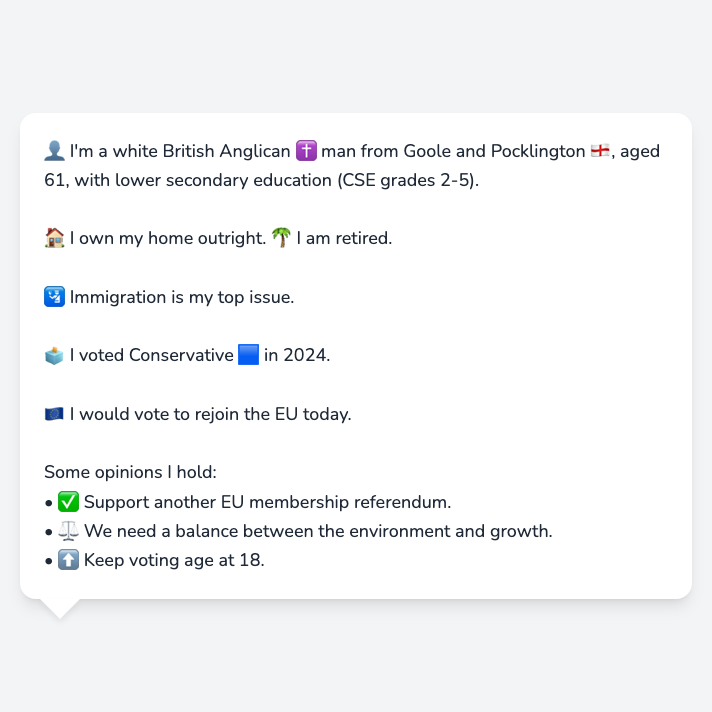 👤 I'm a white British Anglican ✝️ man from Goole and Pocklington 🏴󠁧󠁢󠁥󠁮󠁧󠁿, aged
61, with lower secondary education (CSE grades 2-5).
🏠 I own my home outright. 🌴 I am retired.
🛂 Immigration is my top issue.
🗳️ I voted Conservative 🟦 in 2024.
🇪🇺 I would vote to rejoin the EU today.
Some opinions I hold:
• ✅ Support another EU membership referendum.
• ⚖️ We need a balance between the environment and growth.
• ⬆️ Keep voting age at 18.